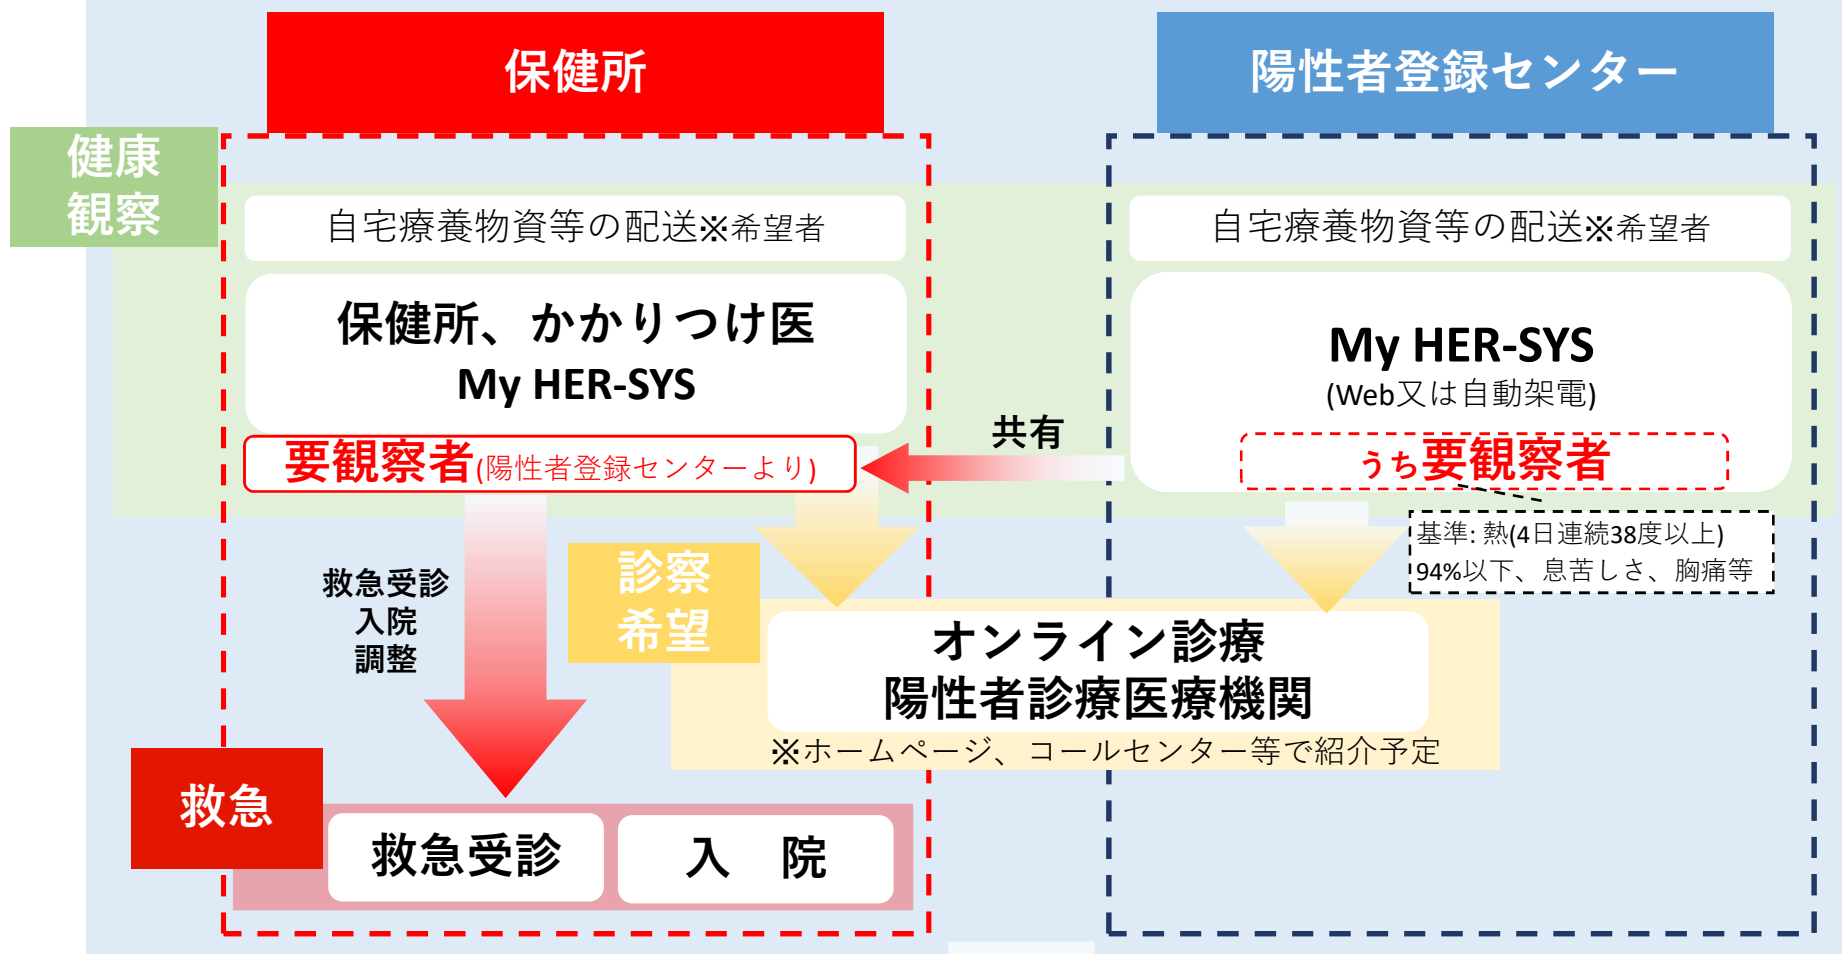 保健所
陽性者登録センター
健康
観察
自宅療養物資等の配送※希望者
自宅療養物資等の配送※希望者
保健所、かかりつけ医
My HER-SYS
My HER-SYS
(Web又は自動架電)
共有
要観察者(陽性者登録センターより)
うち要観察者
基準: 熱(4日連続38度以上)
94%以下、息苦しさ、胸痛等
救急受診
入院
調整
診察
希望
オンライン診療
陽性者診療医療機関
※ホームページ、コールセンター等で紹介予定
救急
救急受診
入　院